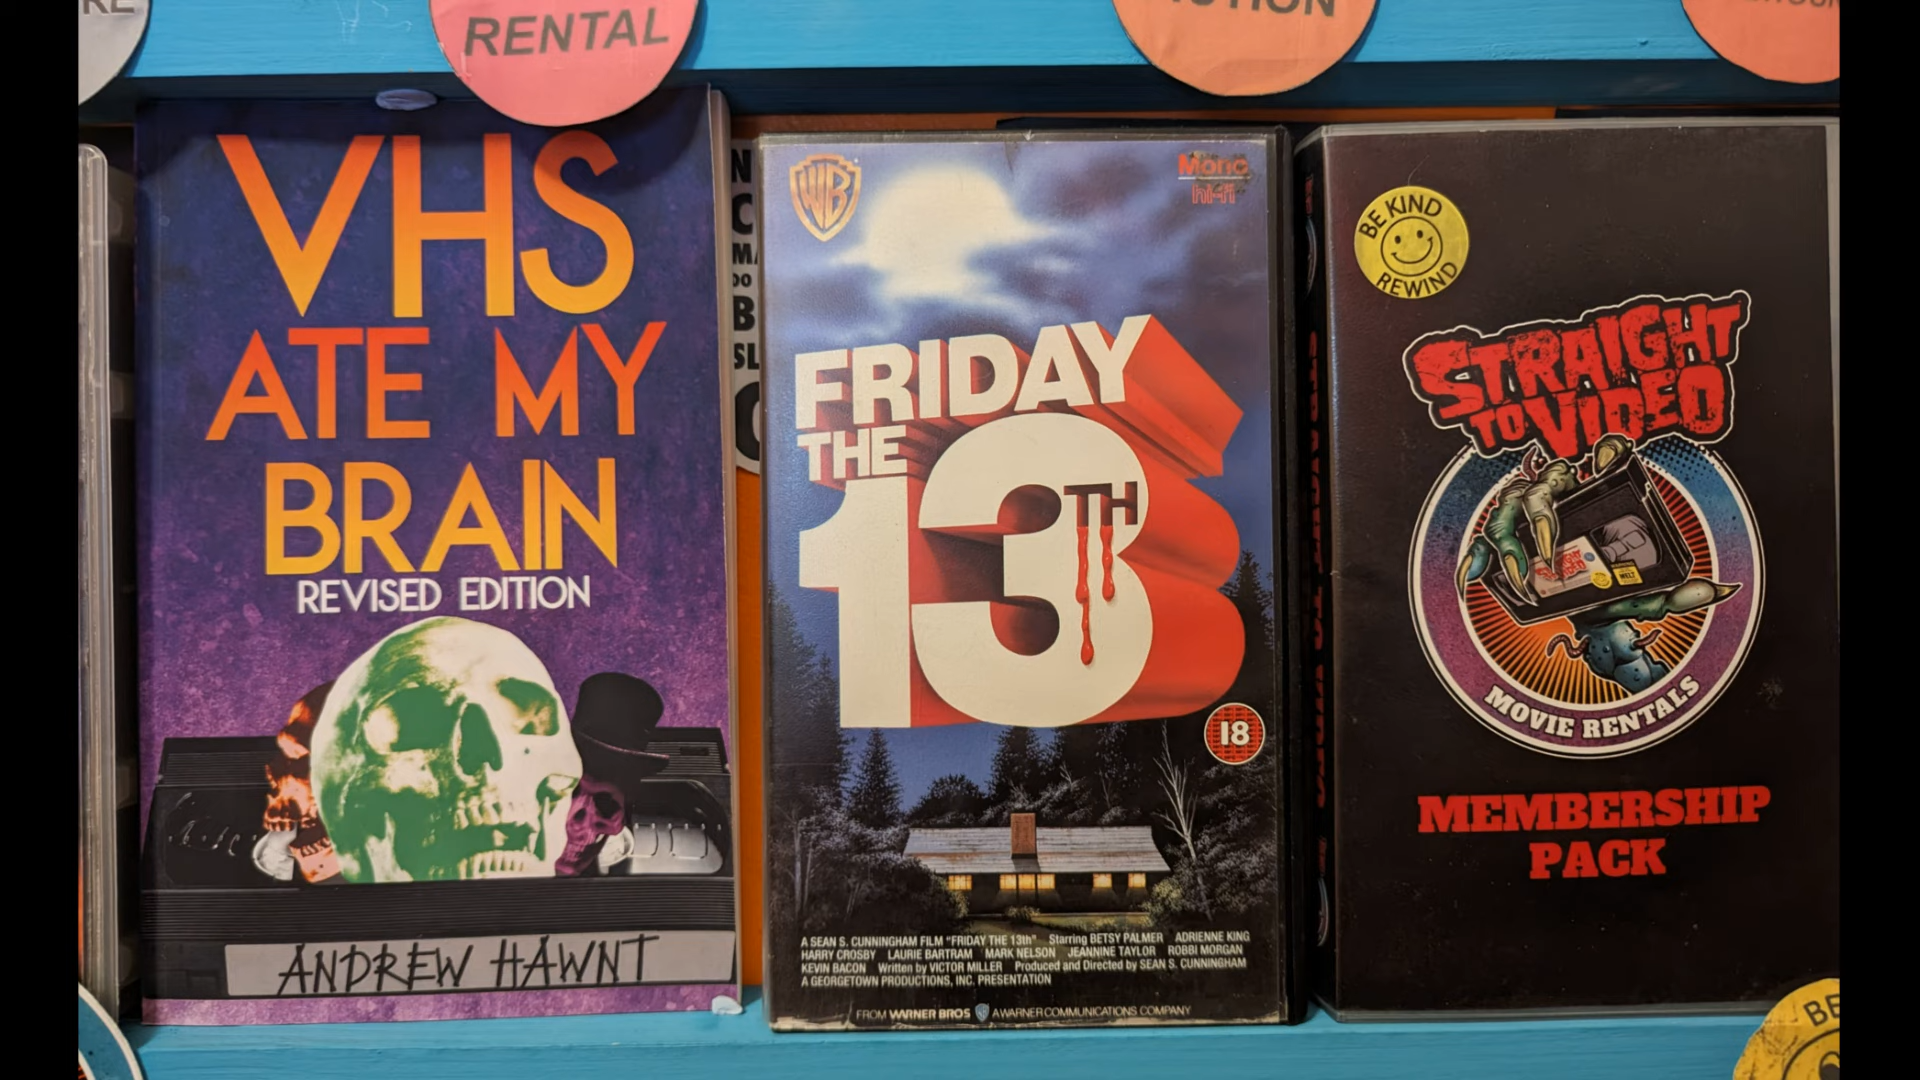 RENTAL
VHS
ATE MY
BRAIN
REVISED EDITION
ANDREW HAWNT
WB
Mono
hi-fi
FRIDAY
THE
13TH
18
A SEAN S. CUNNINGHAM FILM "FRIDAY THE 13th" Starring BETSY PALMER ADRIENNE KING
HARRY CROSBY LAURIE BARTRAM MARK NELSON JEANNINE TAYLOR ROBBI MORGAN
KEVIN BACON Written by VICTOR MILLER Produced and Directed by SEAN S. CUNNINGHAM
A GEORGETOWN PRODUCTIONS, INC. PRESENTATION
FROM WARNER BROS A WARNER COMMUNICATIONS COMPANY
BE KIND
REWIND
STRAIGHT
TO VIDEO
MOVIE RENTALS
MEMBERSHIP
PACK
BE